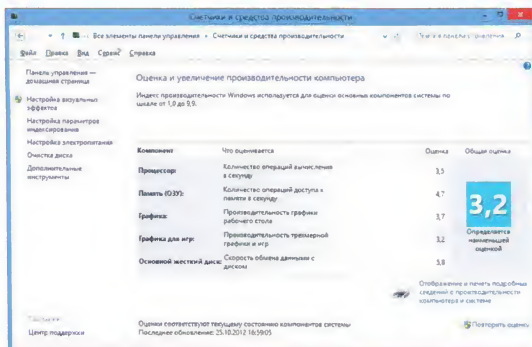 Счетчики и средства производительности
Все элементы панели управления
Счетчики и средства производительности
Файл Правка Вид Сервис Справка
Панель управления —
домашняя страница
Настройка визуальных
эффектов
Настройка параметров
индексирования
Настройка электропитания
Очистка диска
Дополнительные
инструменты
Центр поддержки
Оценка и увеличение производительности компьютера
Индекс производительности Windows используется для оценки основных компонентов системы по
шкале от 1,0 до 9,9.
Компонент Что оценивается Оценка Общая оценка
Процессор: Количество операций вычисления
в секунду 3,5
Память (ОЗУ): Количество операций доступа к
памяти в секунду 4,7
Графика: Производительность графики
рабочего стола 3,7
Графика для игр: Производительность трехмерной
графики и игр 3,2
Основной жесткий диск: Скорость обмена данными с
диском 5,8
3,2
Определяется
наименьшей
оценкой
Отображение и печать подробных
сведений о производительности
компьютера и системе
Оценки соответствуют текущему состоянию компонентов системы
Последнее обновление: 25.10.2012 16:59:05
Повторить оценку